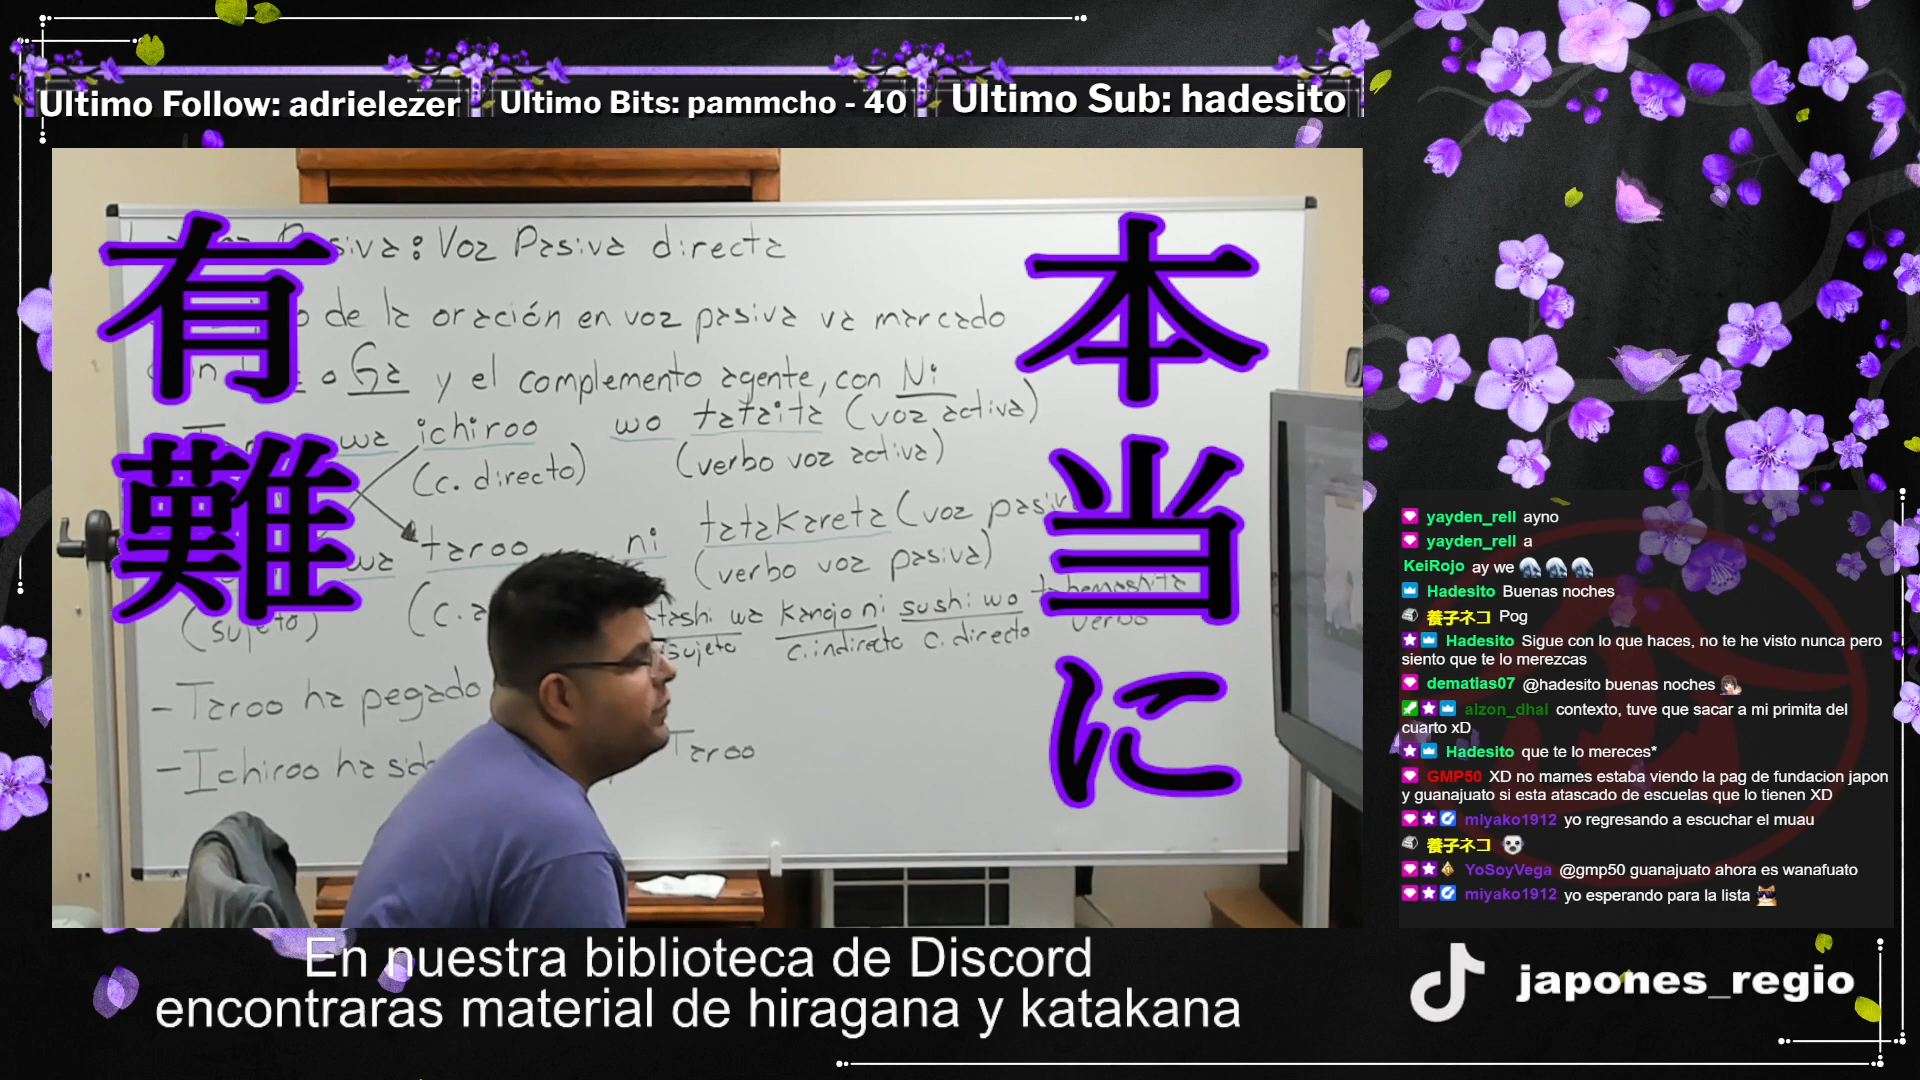 Ultimo Follow: adrielezer
Ultimo Bits: pammcho - 40
Ultimo Sub: hadesito
Pasiva: Voz Pasiva directa
de la oración en voz pasiva va marcado
o Ga y el complemento agente, con Ni
wa ichiroo wo tataita (voz activa)
(c. directo) (verbo voz activa)
wa taroo ni tatakareta (voz
(verbo voz pasiva)
(sujeto) (c.
wa kanojo ni sushi wo
sujeto c. indirecto c. directo verbo
- Taroo ha pegado
- Ichiroo ha
Taroo
有
難
本
当
に
yayden_rell ayno
yayden_rell a
KeiRojo ay we
Hadesito Buenas noches
養子ネコ Pog
Hadesito Sigue con lo que haces, no te he visto nunca pero
siento que te lo merezcas
dematias07 @hadesito buenas noches
alzon_dhal contexto, tuve que sacar a mi primita del
cuarto xD
Hadesito que te lo mereces*
GMP50 XD no mames estaba viendo la pag de fundacion japon
y guanajuato si esta atascado de escuelas que lo tienen XD
miyako1912 yo regresando a escuchar el muau
養子ネコ
YoSoyVega @gmp50 guanajuato ahora es wanafuato
miyako1912 yo esperando para la lista
En nuestra biblioteca de Discord
encontraras material de hiragana y katakana
japones_regio